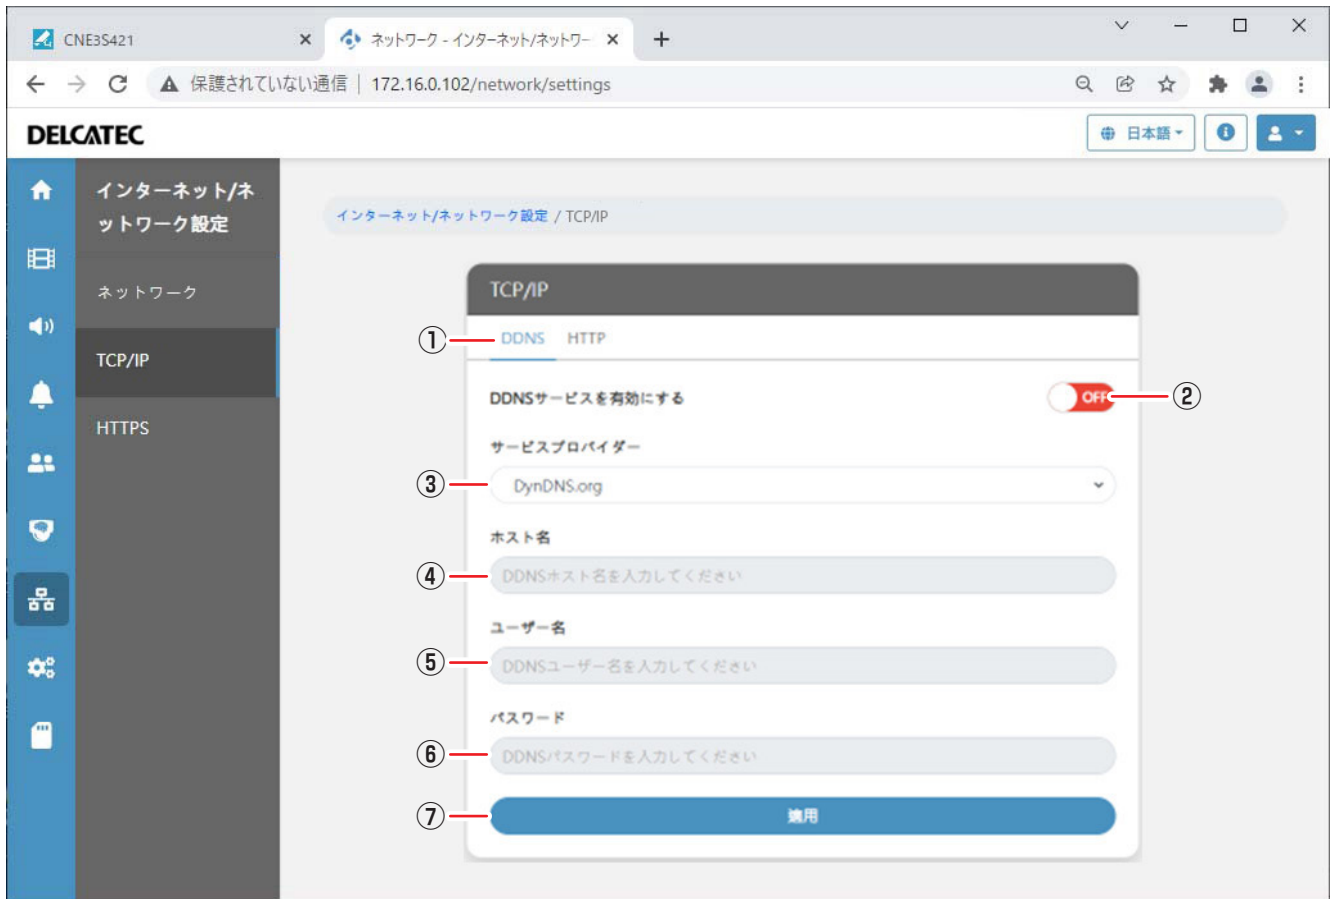 CNE3S421
ネットワーク - インターネット/ネットワー
保護されていない通信 | 172.16.0.102/network/settings
DELCATEC
日本語
インターネット/ネ
ットワーク設定
ネットワーク
TCP/IP
HTTPS
インターネット/ネットワーク設定 / TCP/IP
TCP/IP
① DDNS HTTP
DDNSサービスを有効にする OFF ②
サービスプロバイダー
③ DynDNS.org
ホスト名
④ DDNSホスト名を入力してください
ユーザー名
⑤ DDNSユーザー名を入力してください
パスワード
⑥ DDNSパスワードを入力してください
⑦ 適用